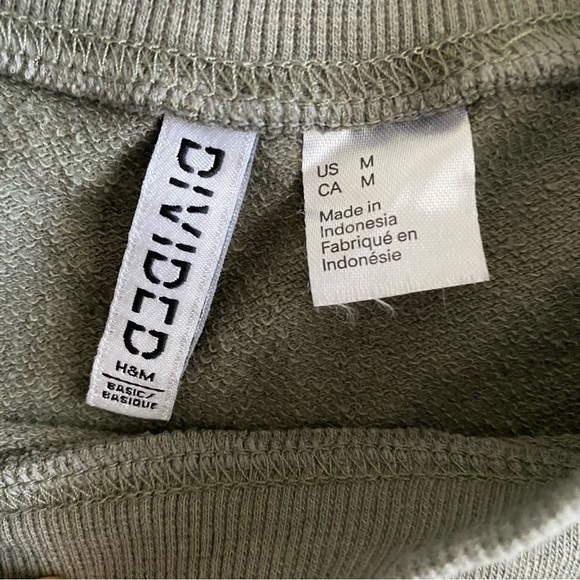 DIVIDED
H&M
BASIC/
BASIQUE
US M
CA M
Made in
Indonesia
Fabriqué en
Indonésie